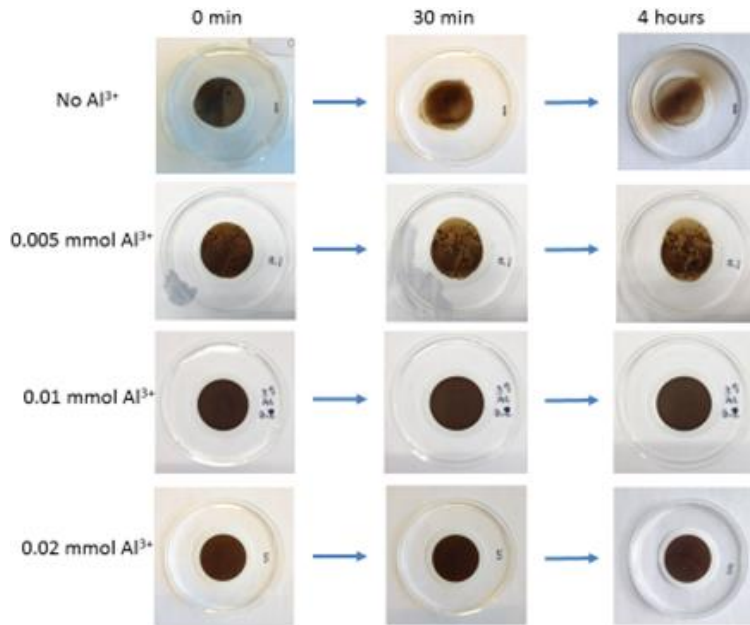 0 min 30 min 4 hours
No Al³⁺
0.005 mmol Al³⁺
0.01 mmol Al³⁺
0.02 mmol Al³⁺